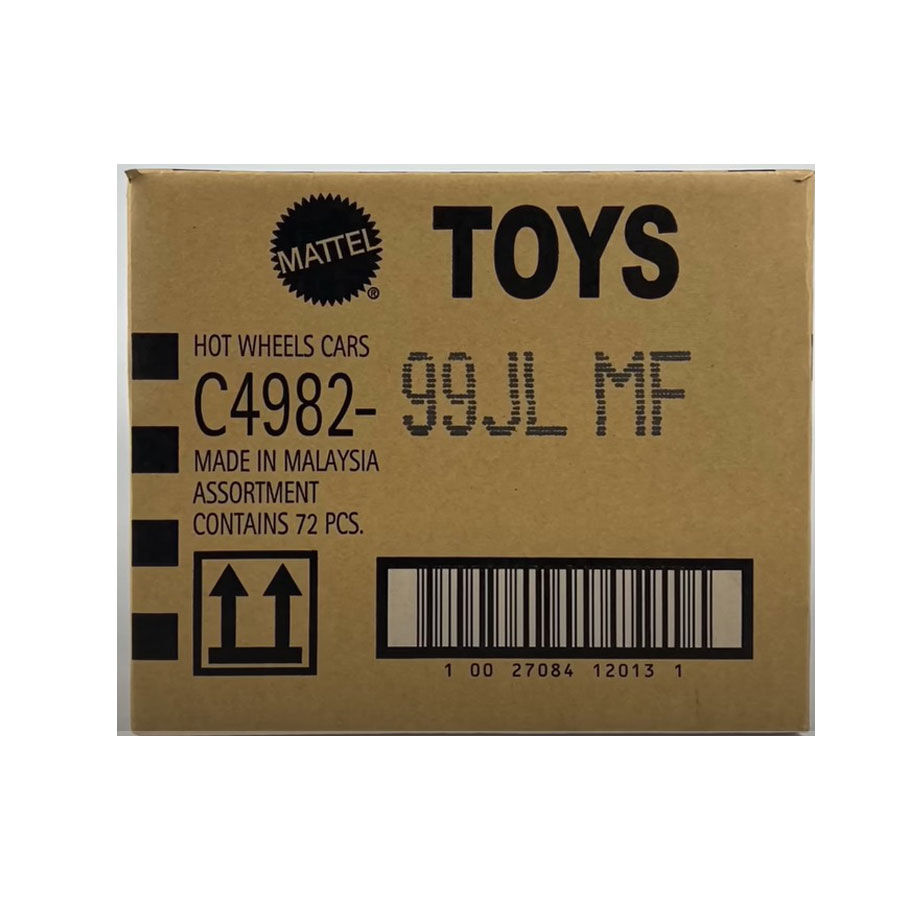 MATTEL® TOYS
HOT WHEELS CARS
C4982- 99JL MF
MADE IN MALAYSIA
ASSORTMENT
CONTAINS 72 PCS.
1 00 27084 12013 1